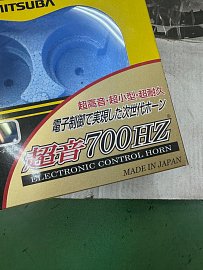 MITSUBA
超高音・超小型・超耐久
電子制御で実現した次世代ホーン
超音700HZ
ELECTRONIC CONTROL HORN
MADE IN JAPAN